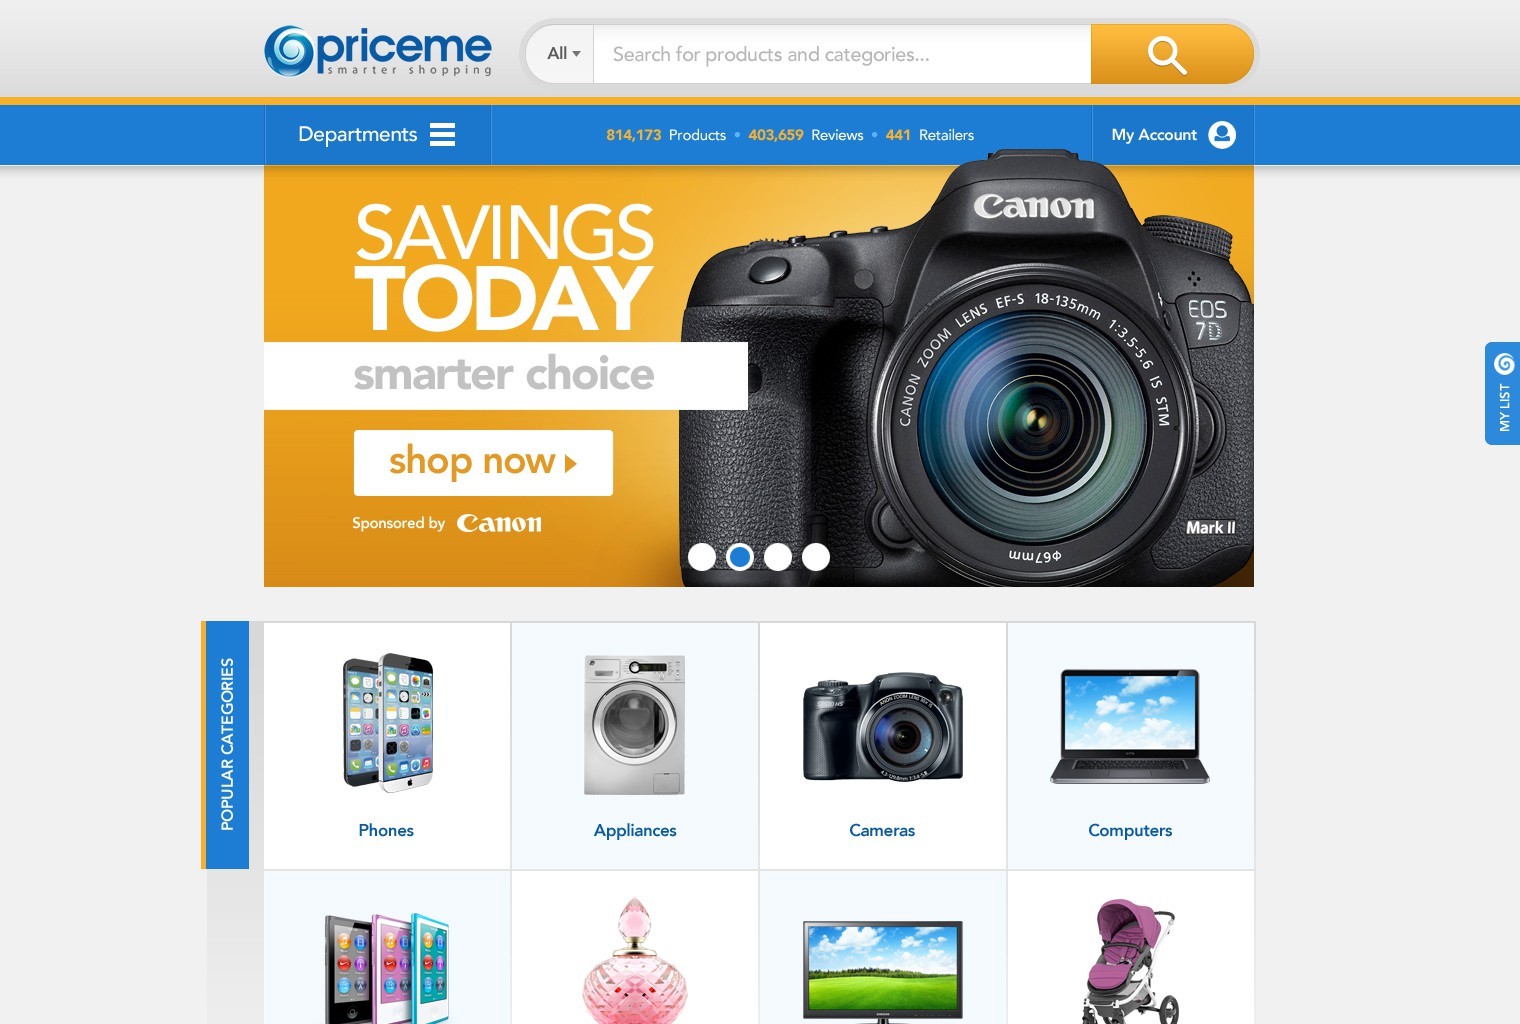 priceme
smarter shopping
All
Search for products and categories...
Departments
814,173 Products • 403,659 Reviews • 441 Retailers
My Account
SAVINGS
TODAY
smarter choice
shop now
Sponsored by Canon
Canon
EOS
7D
CANON ZOOM LENS EF-S 18-135mm 1:3.5-5.6 IS STM
Mark II
Φ67mm
MY LIST
POPULAR CATEGORIES
Phones
Appliances
Cameras
Computers